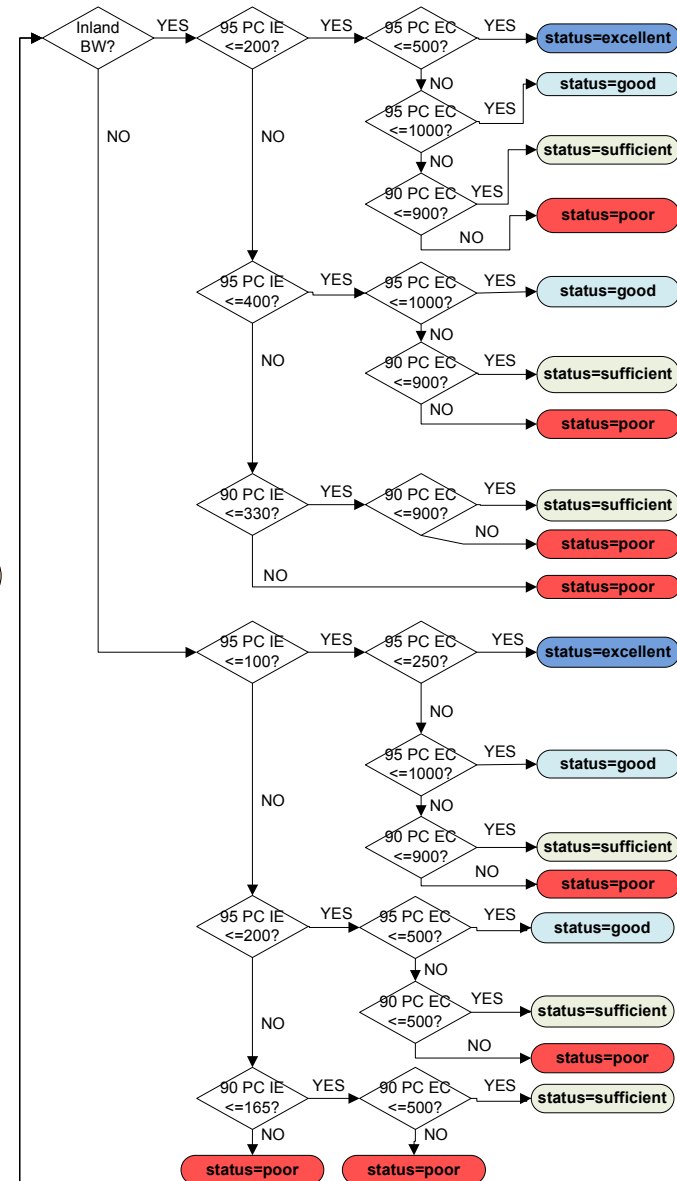 Inland
BW?
YES
95 PC IE
<=200?
YES
95 PC EC
<=500?
YES
status=excellent
NO
95 PC EC
<=1000?
YES
status=good
NO
NO
NO
90 PC EC
<=900?
YES
status=sufficient
NO
status=poor
95 PC IE
<=400?
YES
95 PC EC
<=1000?
YES
status=good
NO
NO
90 PC EC
<=900?
YES
status=sufficient
NO
status=poor
90 PC IE
<=330?
YES
90 PC EC
<=900?
YES
status=sufficient
NO
status=poor
NO
status=poor
95 PC IE
<=100?
YES
95 PC EC
<=250?
YES
status=excellent
NO
95 PC EC
<=1000?
YES
status=good
NO
NO
90 PC EC
<=900?
YES
status=sufficient
NO
status=poor
95 PC IE
<=200?
YES
95 PC EC
<=500?
YES
status=good
NO
NO
90 PC EC
<=500?
YES
status=sufficient
NO
status=poor
90 PC IE
<=165?
YES
90 PC EC
<=500?
YES
status=sufficient
NO
NO
status=poor
status=poor